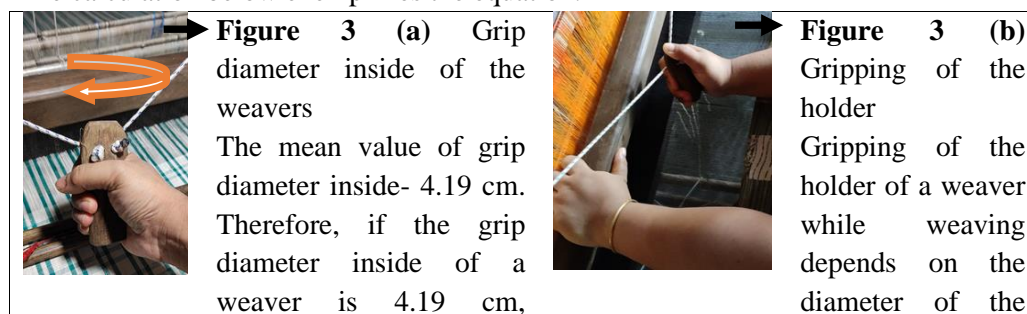 Figure 3 (a) Grip
diameter inside of the
weavers
The mean value of grip
diameter inside- 4.19 cm.
Therefore, if the grip
diameter inside of a
weaver is 4.19 cm,
Figure 3 (b)
Gripping of the
holder
Gripping of the
holder of a weaver
while weaving
depends on the
diameter of the